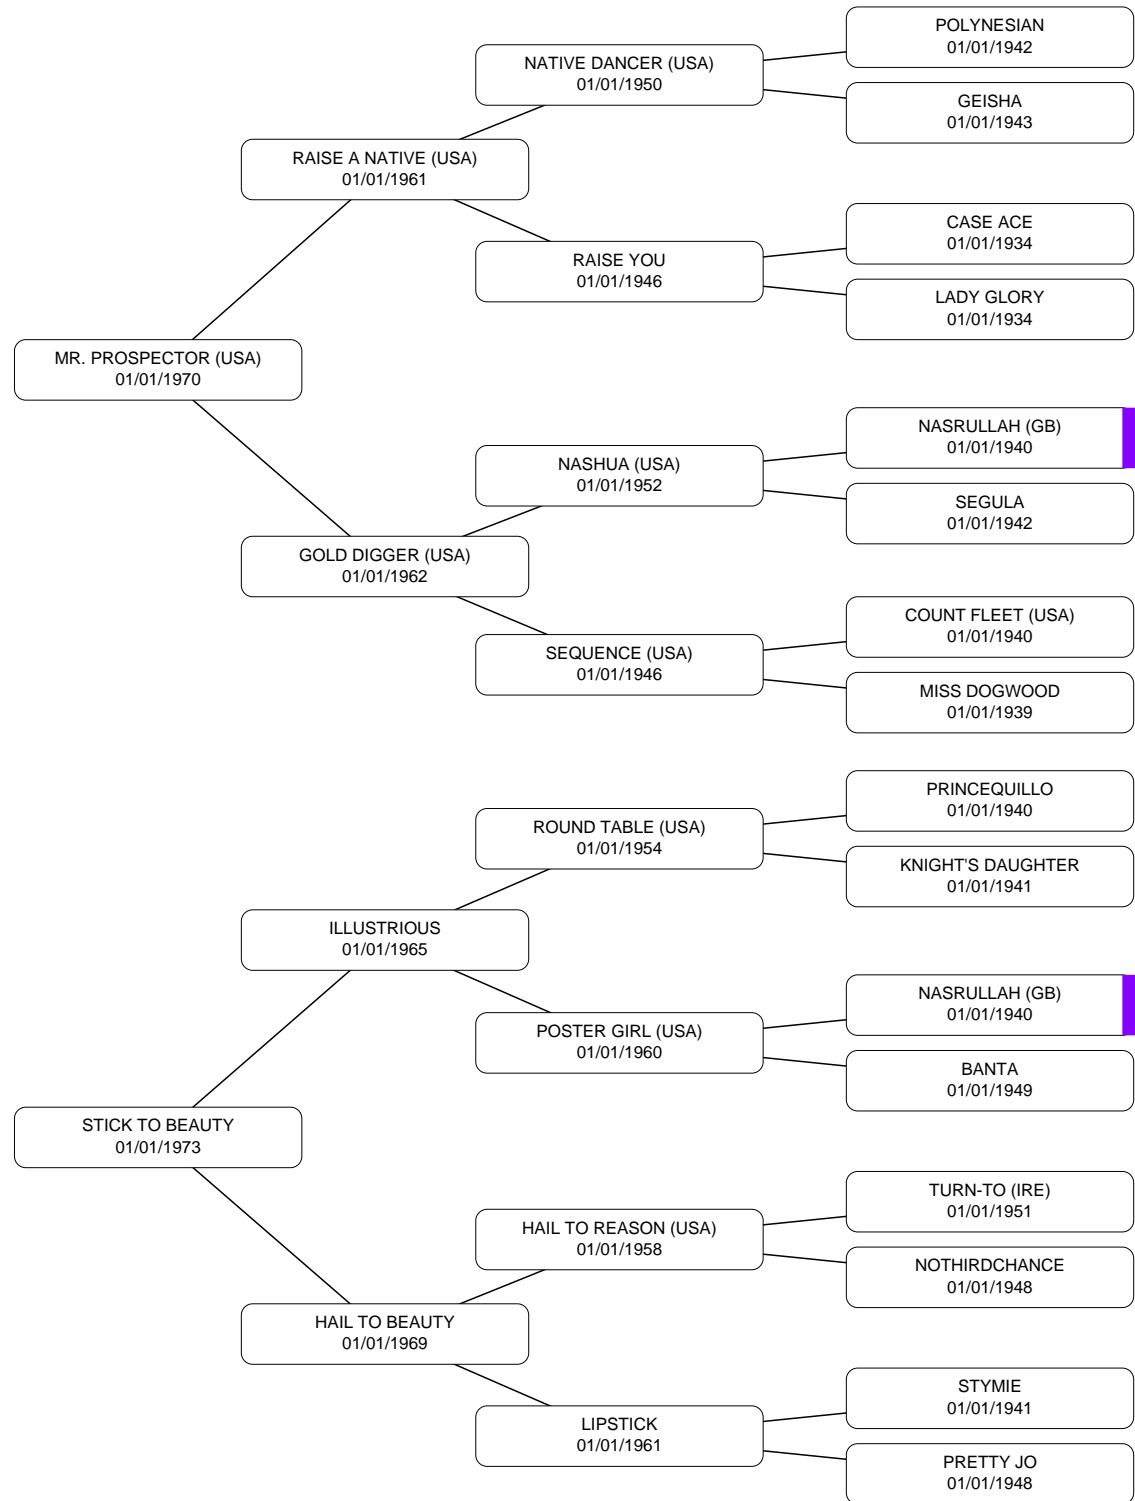 POLYNESIAN
01/01/1942
NATIVE DANCER (USA)
01/01/1950
GEISHA
01/01/1943
RAISE A NATIVE (USA)
01/01/1961
CASE ACE
01/01/1934
RAISE YOU
01/01/1946
LADY GLORY
01/01/1934
MR. PROSPECTOR (USA)
01/01/1970
NASRULLAH (GB)
01/01/1940
NASHUA (USA)
01/01/1952
SEGULA
01/01/1942
GOLD DIGGER (USA)
01/01/1962
COUNT FLEET (USA)
01/01/1940
SEQUENCE (USA)
01/01/1946
MISS DOGWOOD
01/01/1939
PRINCEQUILLO
01/01/1940
ROUND TABLE (USA)
01/01/1954
KNIGHT'S DAUGHTER
01/01/1941
ILLUSTRIOUS
01/01/1965
NASRULLAH (GB)
01/01/1940
POSTER GIRL (USA)
01/01/1960
BANTA
01/01/1949
STICK TO BEAUTY
01/01/1973
TURN-TO (IRE)
01/01/1951
HAIL TO REASON (USA)
01/01/1958
NOTHIRDCHANCE
01/01/1948
HAIL TO BEAUTY
01/01/1969
STYMIE
01/01/1941
LIPSTICK
01/01/1961
PRETTY JO
01/01/1948